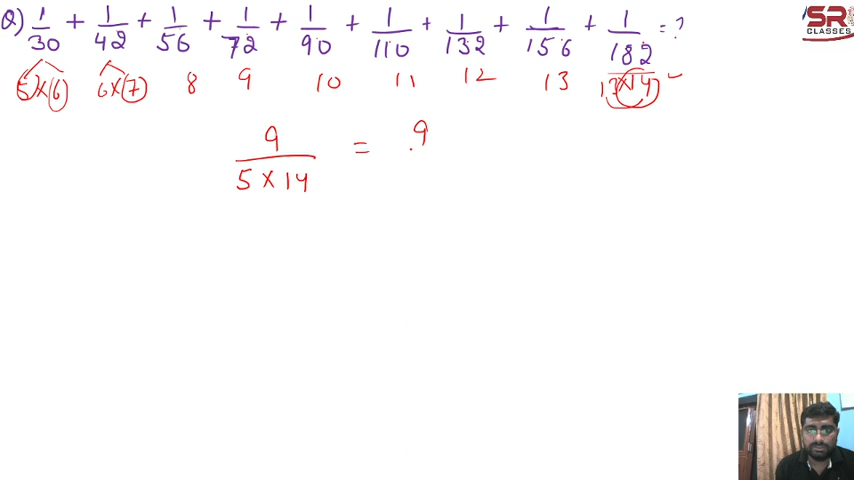 Q) 1/30 + 1/42 + 1/56 + 1/72 + 1/90 + 1/110 + 1/132 + 1/156 + 1/182 = ?
5×6 6×7 8 9 10 11 12 13 13×14
9/(5×14) = 9
SR
CLASSES